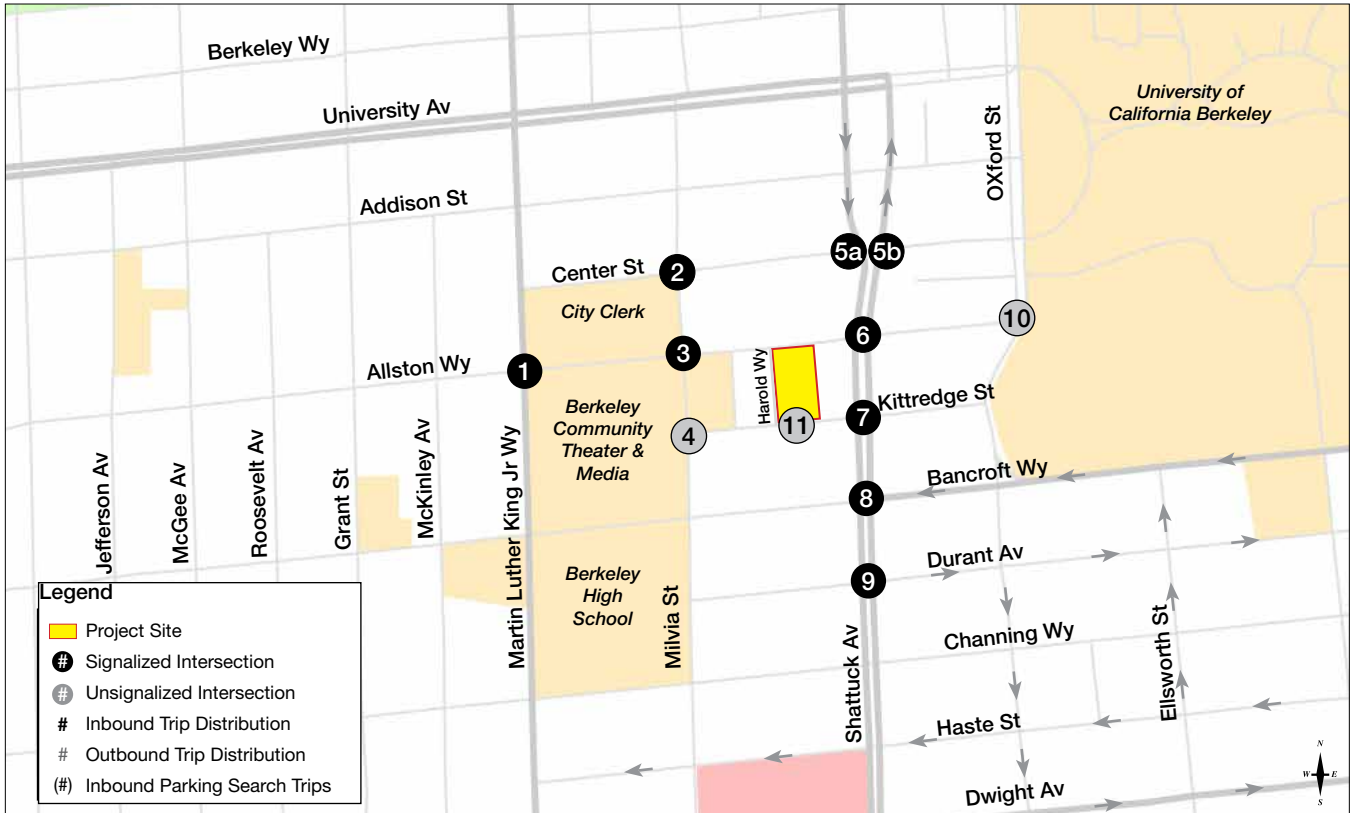 Berkeley Wy
University Av
University of
California Berkeley
OXford St
Addison St
5a
5b
Center St
2
City Clerk
10
6
3
Allston Wy
1
Harold Wy
Kittredge St
7
Berkeley
Community
Theater &
Media
4
11
Bancroft Wy
8
Jefferson Av
McGee Av
Roosevelt Av
Grant St
McKinley Av
Martin Luther King Jr Wy
Durant Av
9
Berkeley
High
School
Milvia St
Channing Wy
Ellsworth St
Shattuck Av
Haste St
Dwight Av
Legend
Project Site
# Signalized Intersection
# Unsignalized Intersection
# Inbound Trip Distribution
# Outbound Trip Distribution
(#) Inbound Parking Search Trips
N
W E
S